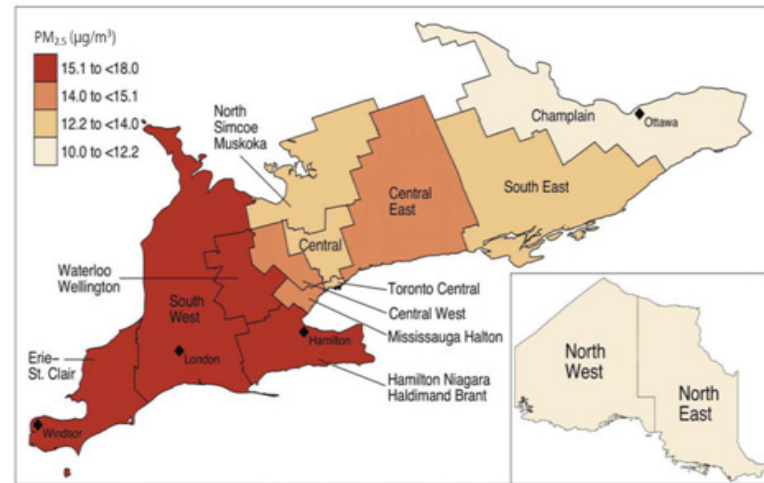 PM2.5 (µg/m³)
15.1 to <18.0
14.0 to <15.1
12.2 to <14.0
10.0 to <12.2
North
Simcoe
Muskoka
Champlain
Ottawa
South East
Central
East
Central
Waterloo
Wellington
South
West
Toronto Central
Central West
Mississauga Halton
Hamilton
London
Erie–
St. Clair
Hamilton Niagara
Haldimand Brant
Windsor
North
West
North
East